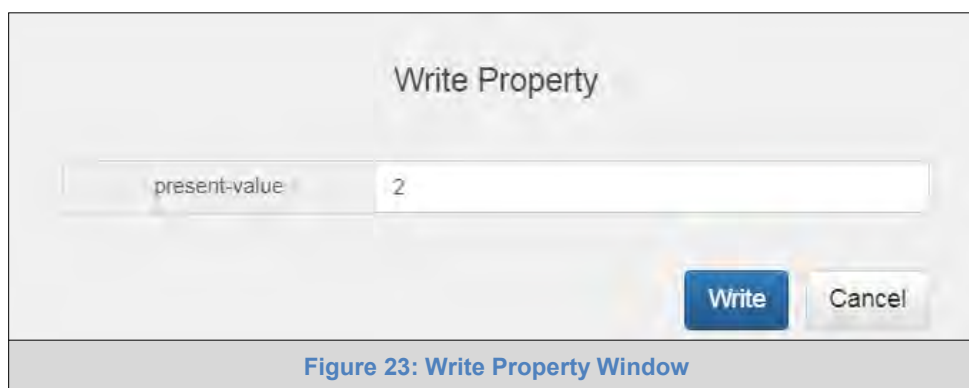 Write Property
present-value 2
Write Cancel
Figure 23: Write Property Window